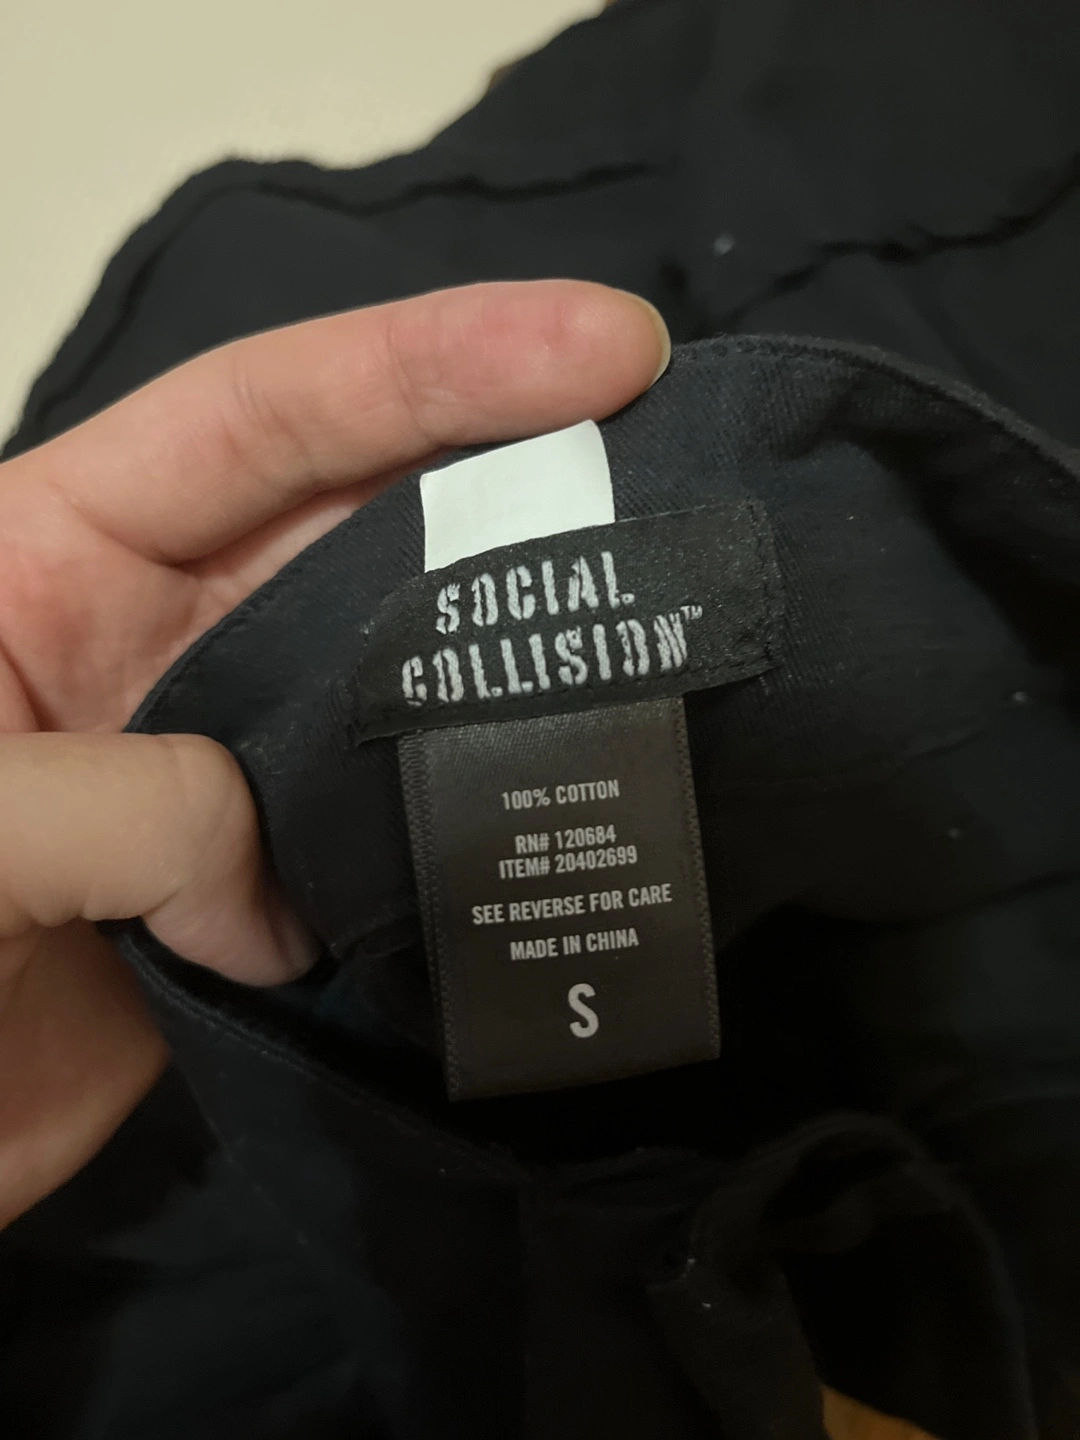 SOCIAL
COLLISION™
100% COTTON
RN# 120684
ITEM# 20402699
SEE REVERSE FOR CARE
MADE IN CHINA
S